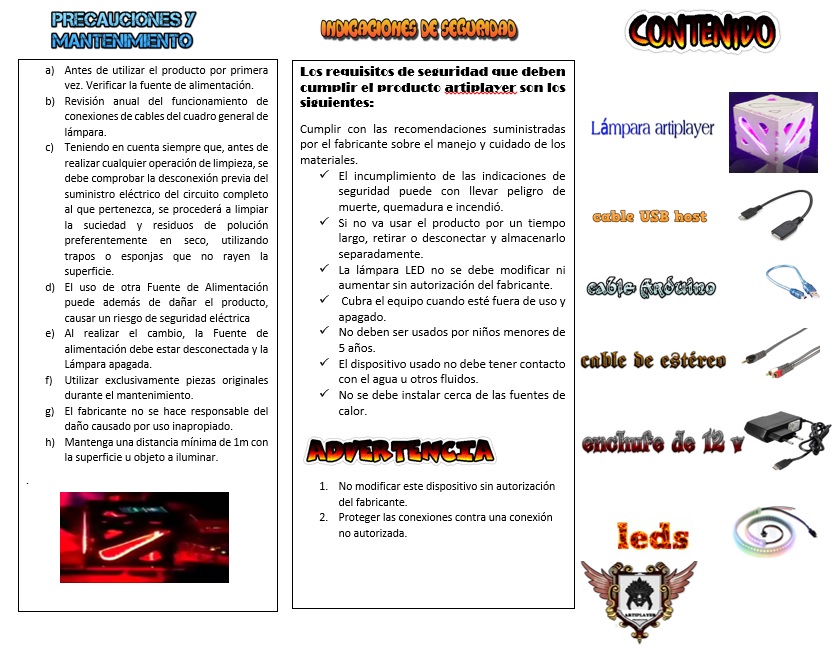 PRECAUCIONES Y
MANTENIMIENTO
a) Antes de utilizar el producto por primera
vez. Verificar la fuente de alimentación.
b) Revisión anual del funcionamiento de
conexiones de cables del cuadro general de
lámpara.
c) Teniendo en cuenta siempre que, antes de
realizar cualquier operación de limpieza, se
debe comprobar la desconexión previa del
suministro eléctrico del circuito completo
al que pertenezca, se procederá a limpiar
la suciedad y residuos de polución
preferentemente en seco, utilizando
trapos o esponjas que no rayen la
superficie.
d) El uso de otra Fuente de Alimentación
puede además de dañar el producto,
causar un riesgo de seguridad eléctrica
e) Al realizar el cambio, la Fuente de
alimentación debe estar desconectada y la
Lámpara apagada.
f) Utilizar exclusivamente piezas originales
durante el mantenimiento.
g) El fabricante no se hace responsable del
daño causado por uso inapropiado.
h) Mantenga una distancia mínima de 1m con
la superficie u objeto a iluminar.
.
INDICACIONES DE SEGURIDAD
Los requisitos de seguridad que deben
cumplir el producto artiplayer son los
siguientes:
Cumplir con las recomendaciones suministradas
por el fabricante sobre el manejo y cuidado de los
materiales.
✓ El incumplimiento de las indicaciones de
seguridad puede con llevar peligro de
muerte, quemadura e incendió.
✓ Si no va usar el producto por un tiempo
largo, retirar o desconectar y almacenarlo
separadamente.
✓ La lámpara LED no se debe modificar ni
aumentar sin autorización del fabricante.
✓ Cubra el equipo cuando esté fuera de uso y
apagado.
✓ No deben ser usados por niños menores de
5 años.
✓ El dispositivo usado no debe tener contacto
con el agua u otros fluidos.
✓ No se debe instalar cerca de las fuentes de
calor.
ADVERTENCIA
1. No modificar este dispositivo sin autorización
del fabricante.
2. Proteger las conexiones contra una conexión
no autorizada.
CONTENIDO
Lámpara artiplayer
cable USB host
cable Arduino
cable de estéreo
enchufe de 12 v
leds
ARTIPLAYER